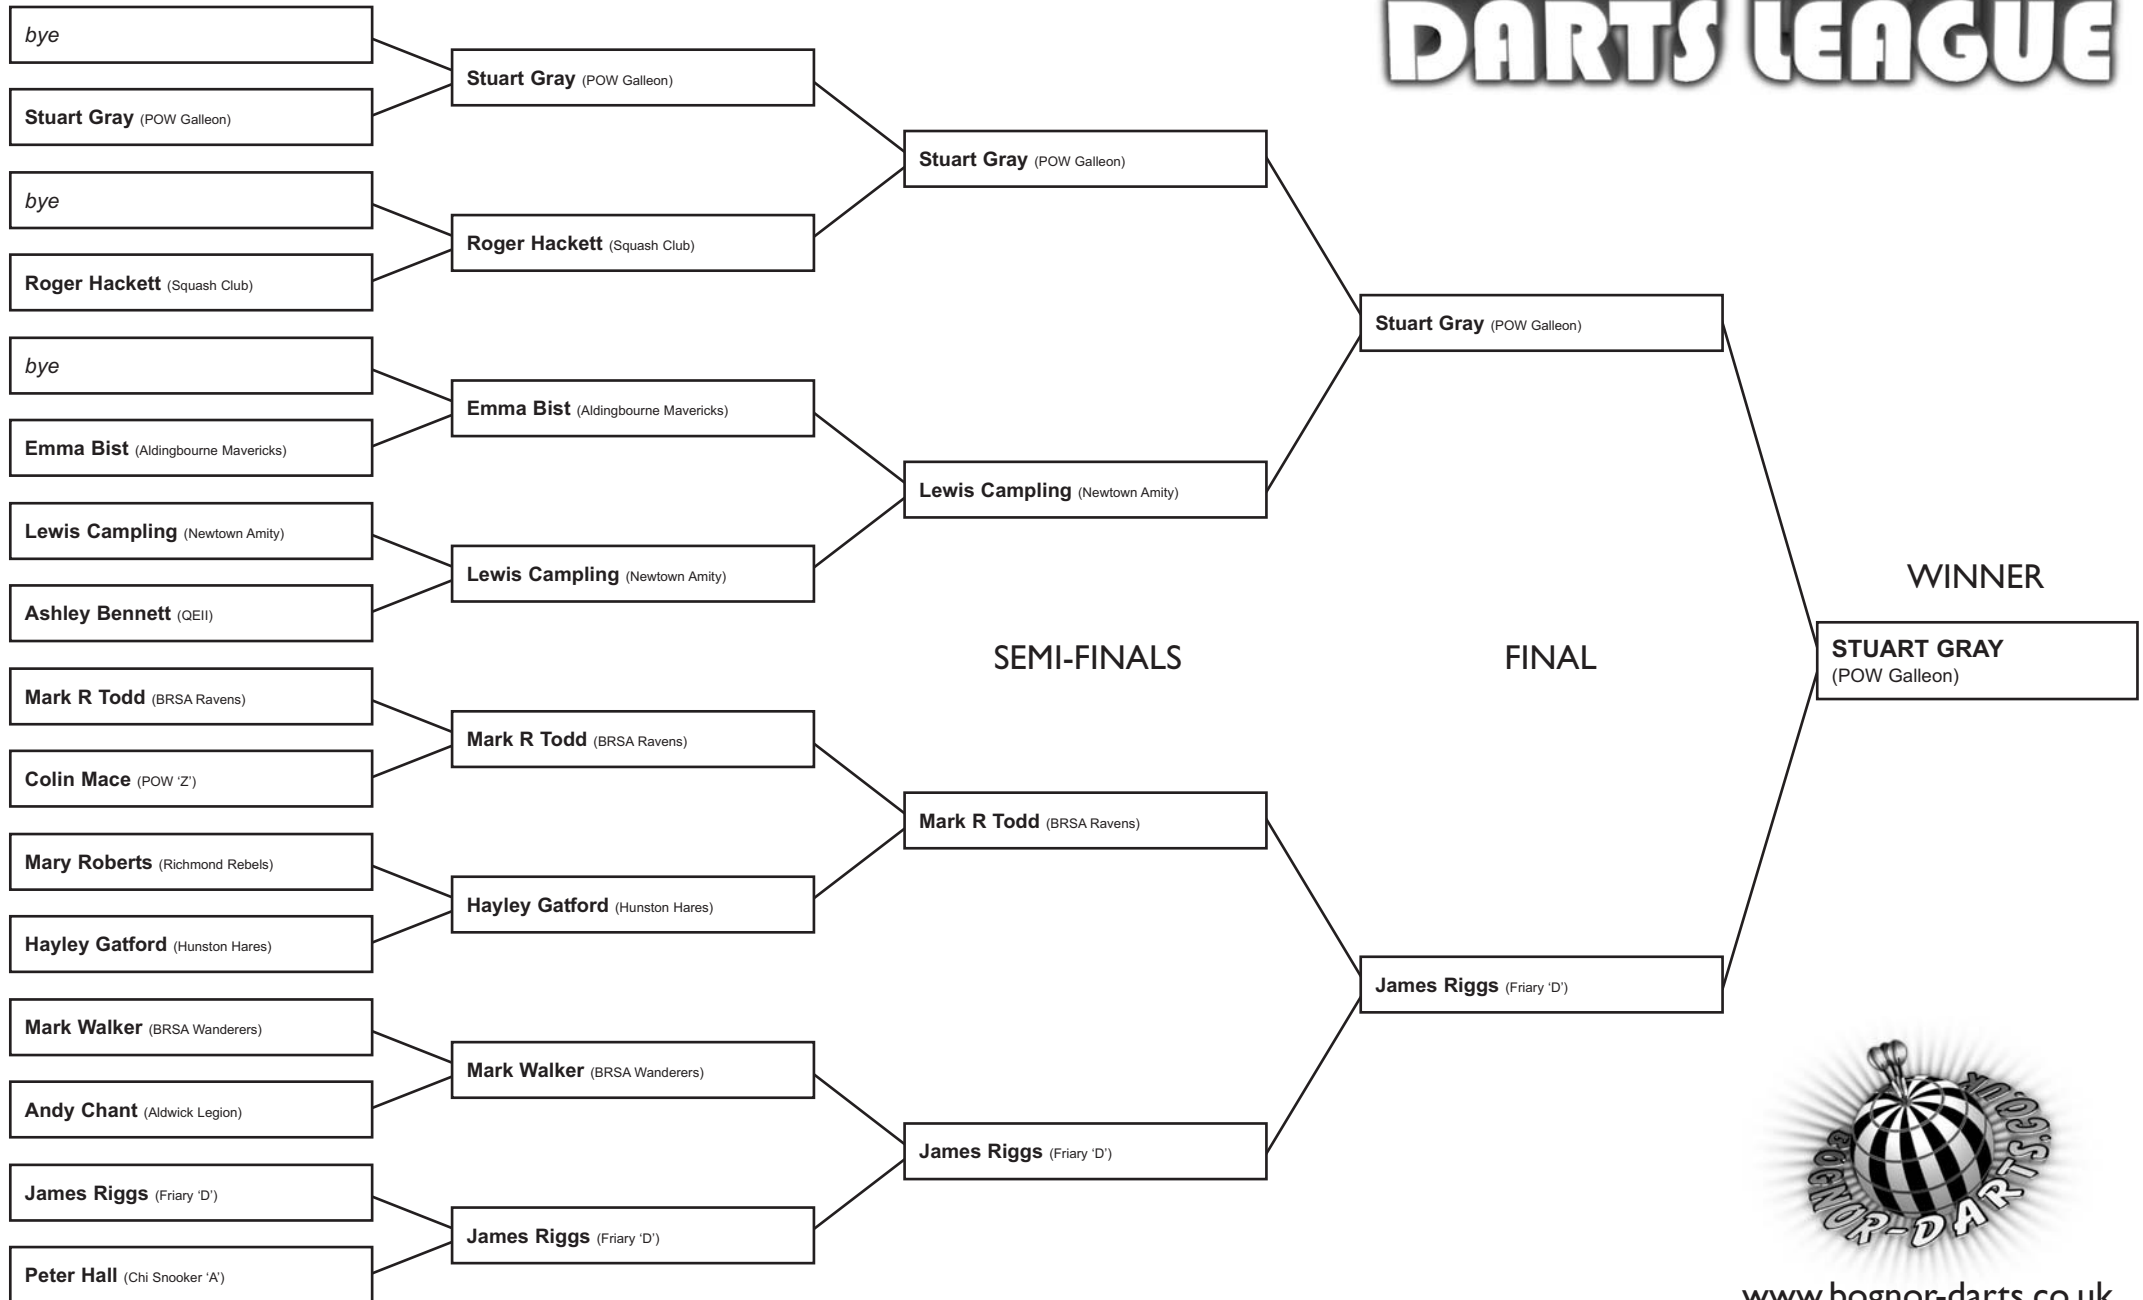 DARTS LEAGUE
bye
Stuart Gray (POW Galleon)
bye
Roger Hackett (Squash Club)
bye
Emma Bist (Aldingbourne Mavericks)
Lewis Campling (Newtown Amity)
Ashley Bennett (QEII)
Mark R Todd (BRSA Ravens)
Colin Mace (POW ‘Z’)
Mary Roberts (Richmond Rebels)
Hayley Gatford (Hunston Hares)
Mark Walker (BRSA Wanderers)
Andy Chant (Aldwick Legion)
James Riggs (Friary ‘D’)
Peter Hall (Chi Snooker ‘A’)
Stuart Gray (POW Galleon)
Roger Hackett (Squash Club)
Emma Bist (Aldingbourne Mavericks)
Lewis Campling (Newtown Amity)
Mark R Todd (BRSA Ravens)
Hayley Gatford (Hunston Hares)
Mark Walker (BRSA Wanderers)
James Riggs (Friary ‘D’)
Stuart Gray (POW Galleon)
Lewis Campling (Newtown Amity)
SEMI-FINALS
Mark R Todd (BRSA Ravens)
James Riggs (Friary ‘D’)
Stuart Gray (POW Galleon)
FINAL
James Riggs (Friary ‘D’)
WINNER
STUART GRAY
(POW Galleon)
BOGNOR-DARTS.CO.UK
www.bognor-darts.co.uk